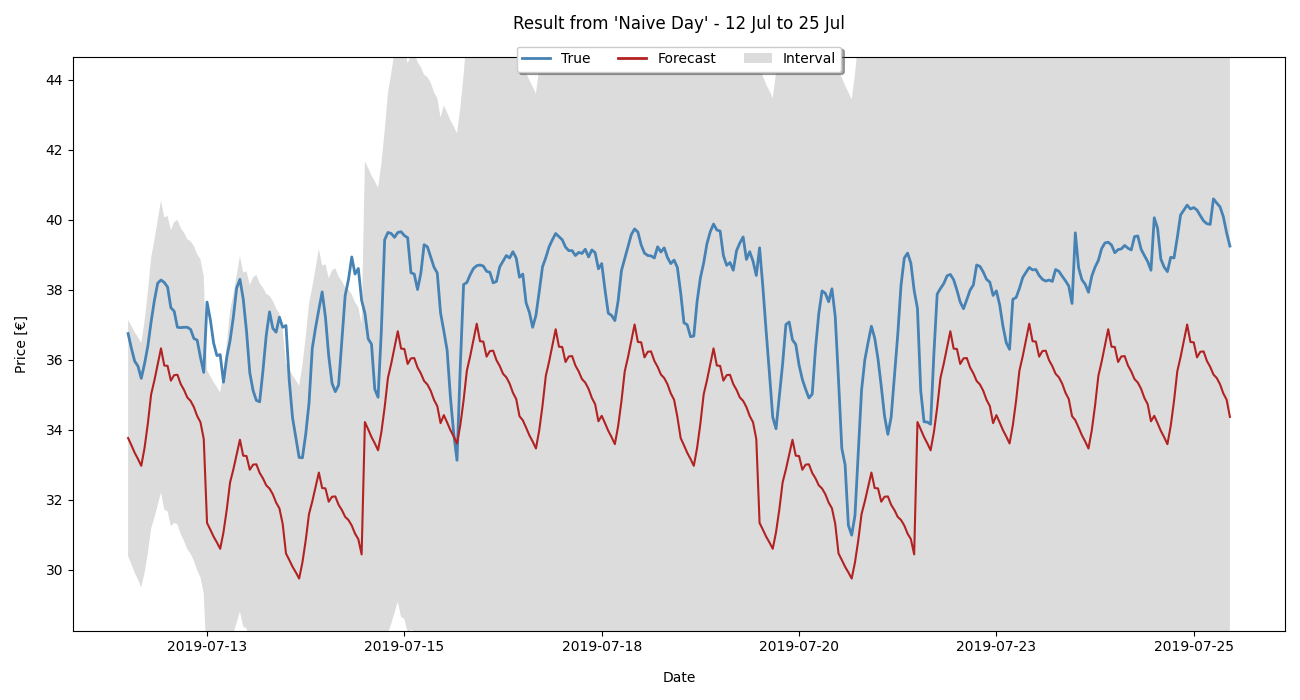 Result from 'Naive Day' - 12 Jul to 25 Jul
True Forecast Interval
44
42
40
38
36
34
32
30
Price [€]
2019-07-13 2019-07-15 2019-07-18 2019-07-20 2019-07-23 2019-07-25
Date